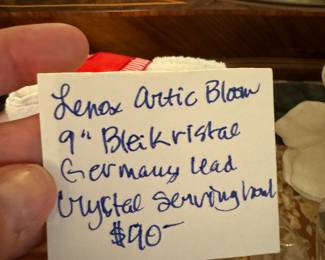 Lenox Artic Bloom
9" Bleikristal
Germany lead
Crystal serving bowl
$90-